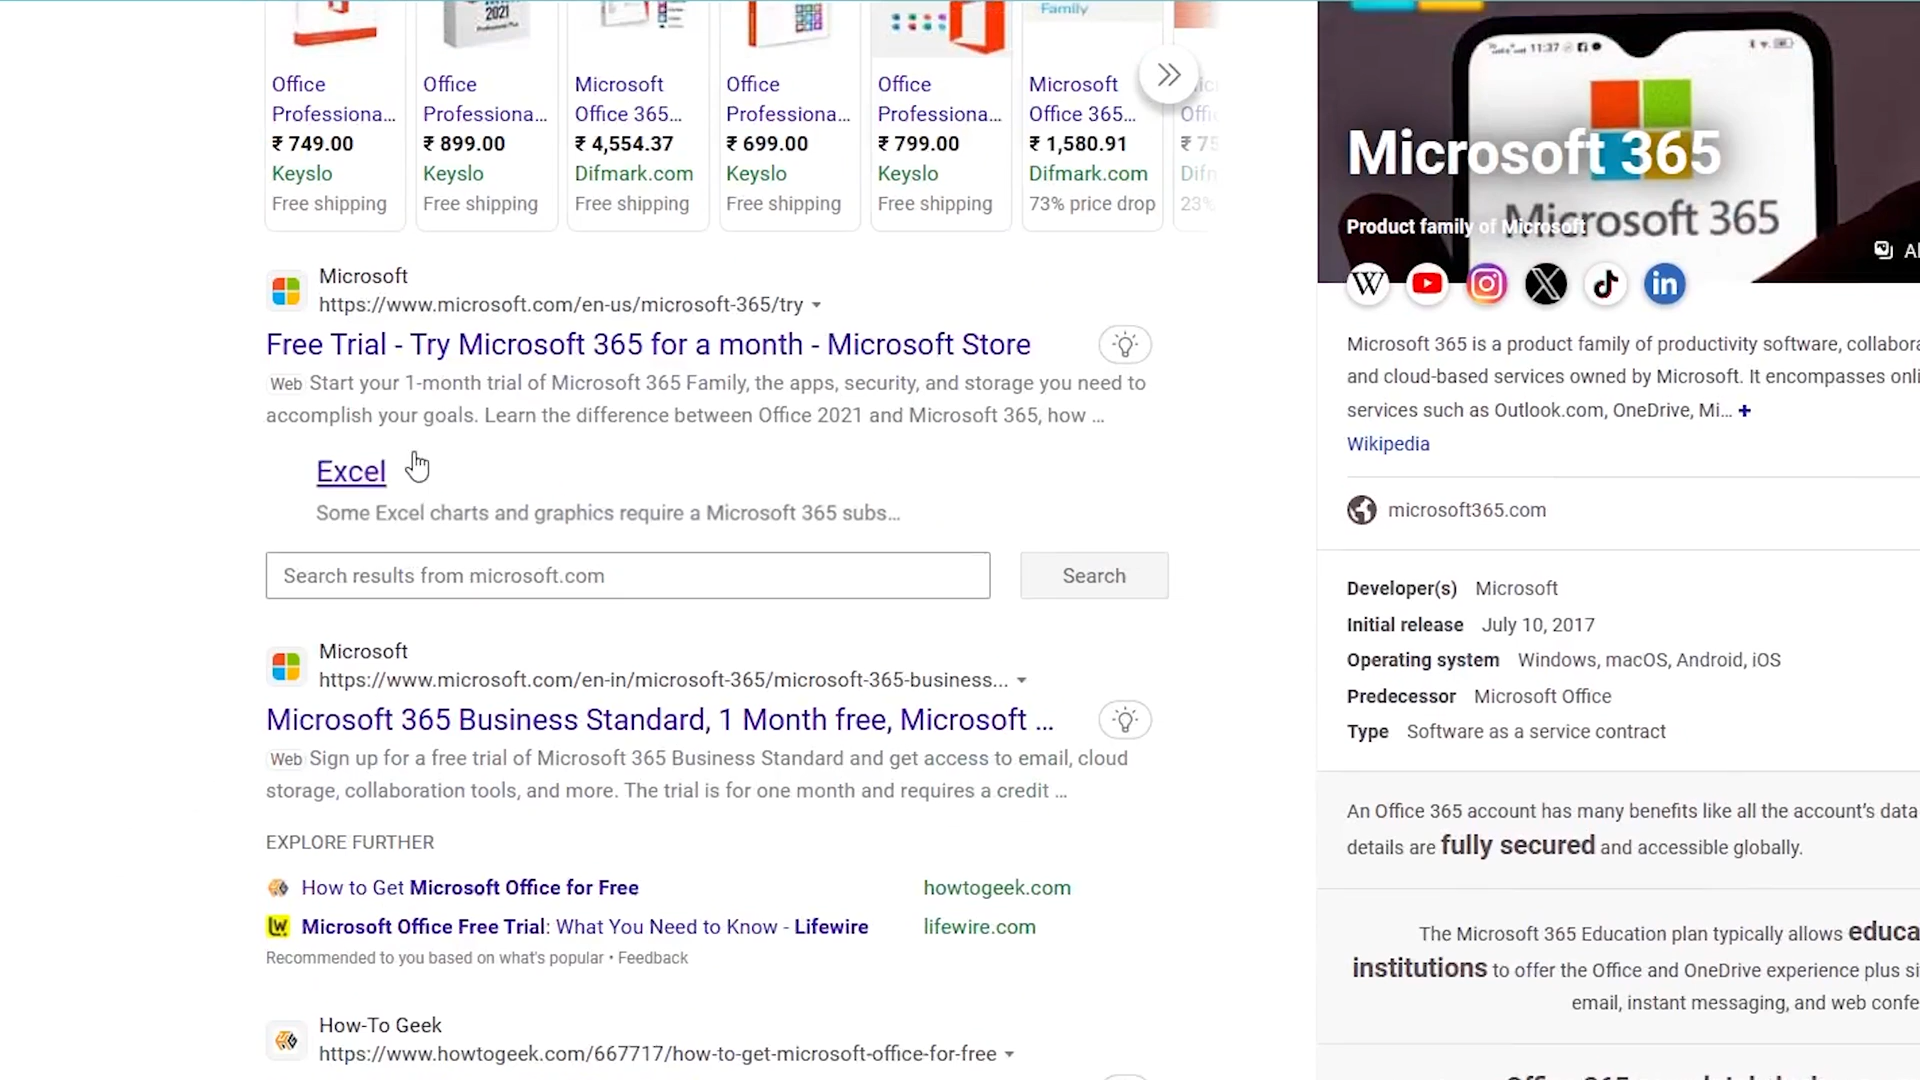 2021
Family
Office
Professiona...
₹ 749.00
Keyslo
Free shipping
Office
Professiona...
₹ 899.00
Keyslo
Free shipping
Microsoft
Office 365...
₹ 4,554.37
Difmark.com
Free shipping
Office
Professiona...
₹ 699.00
Keyslo
Free shipping
Office
Professiona...
₹ 799.00
Keyslo
Free shipping
Microsoft
Office 365...
₹ 1,580.91
Difmark.com
73% price drop
₹ 75
23%
Microsoft
https://www.microsoft.com/en-us/microsoft-365/try
Free Trial - Try Microsoft 365 for a month - Microsoft Store
Web Start your 1-month trial of Microsoft 365 Family, the apps, security, and storage you need to
accomplish your goals. Learn the difference between Office 2021 and Microsoft 365, how ...
Excel
Some Excel charts and graphics require a Microsoft 365 subs...
Search results from microsoft.com
Search
Microsoft
https://www.microsoft.com/en-in/microsoft-365/microsoft-365-business...
Microsoft 365 Business Standard, 1 Month free, Microsoft ...
Web Sign up for a free trial of Microsoft 365 Business Standard and get access to email, cloud
storage, collaboration tools, and more. The trial is for one month and requires a credit ...
EXPLORE FURTHER
How to Get Microsoft Office for Free howtogeek.com
Microsoft Office Free Trial: What You Need to Know - Lifewire lifewire.com
Recommended to you based on what's popular • Feedback
How-To Geek
https://www.howtogeek.com/667717/how-to-get-microsoft-office-for-free
11:37
Microsoft 365
Microsoft 365
Product family of Microsoft
Microsoft 365 is a product family of productivity software, collabora
and cloud-based services owned by Microsoft. It encompasses onli
services such as Outlook.com, OneDrive, Mi... +
Wikipedia
microsoft365.com
Developer(s) Microsoft
Initial release July 10, 2017
Operating system Windows, macOS, Android, iOS
Predecessor Microsoft Office
Type Software as a service contract
An Office 365 account has many benefits like all the account’s data
details are fully secured and accessible globally.
The Microsoft 365 Education plan typically allows educa
institutions to offer the Office and OneDrive experience plus si
email, instant messaging, and web confe